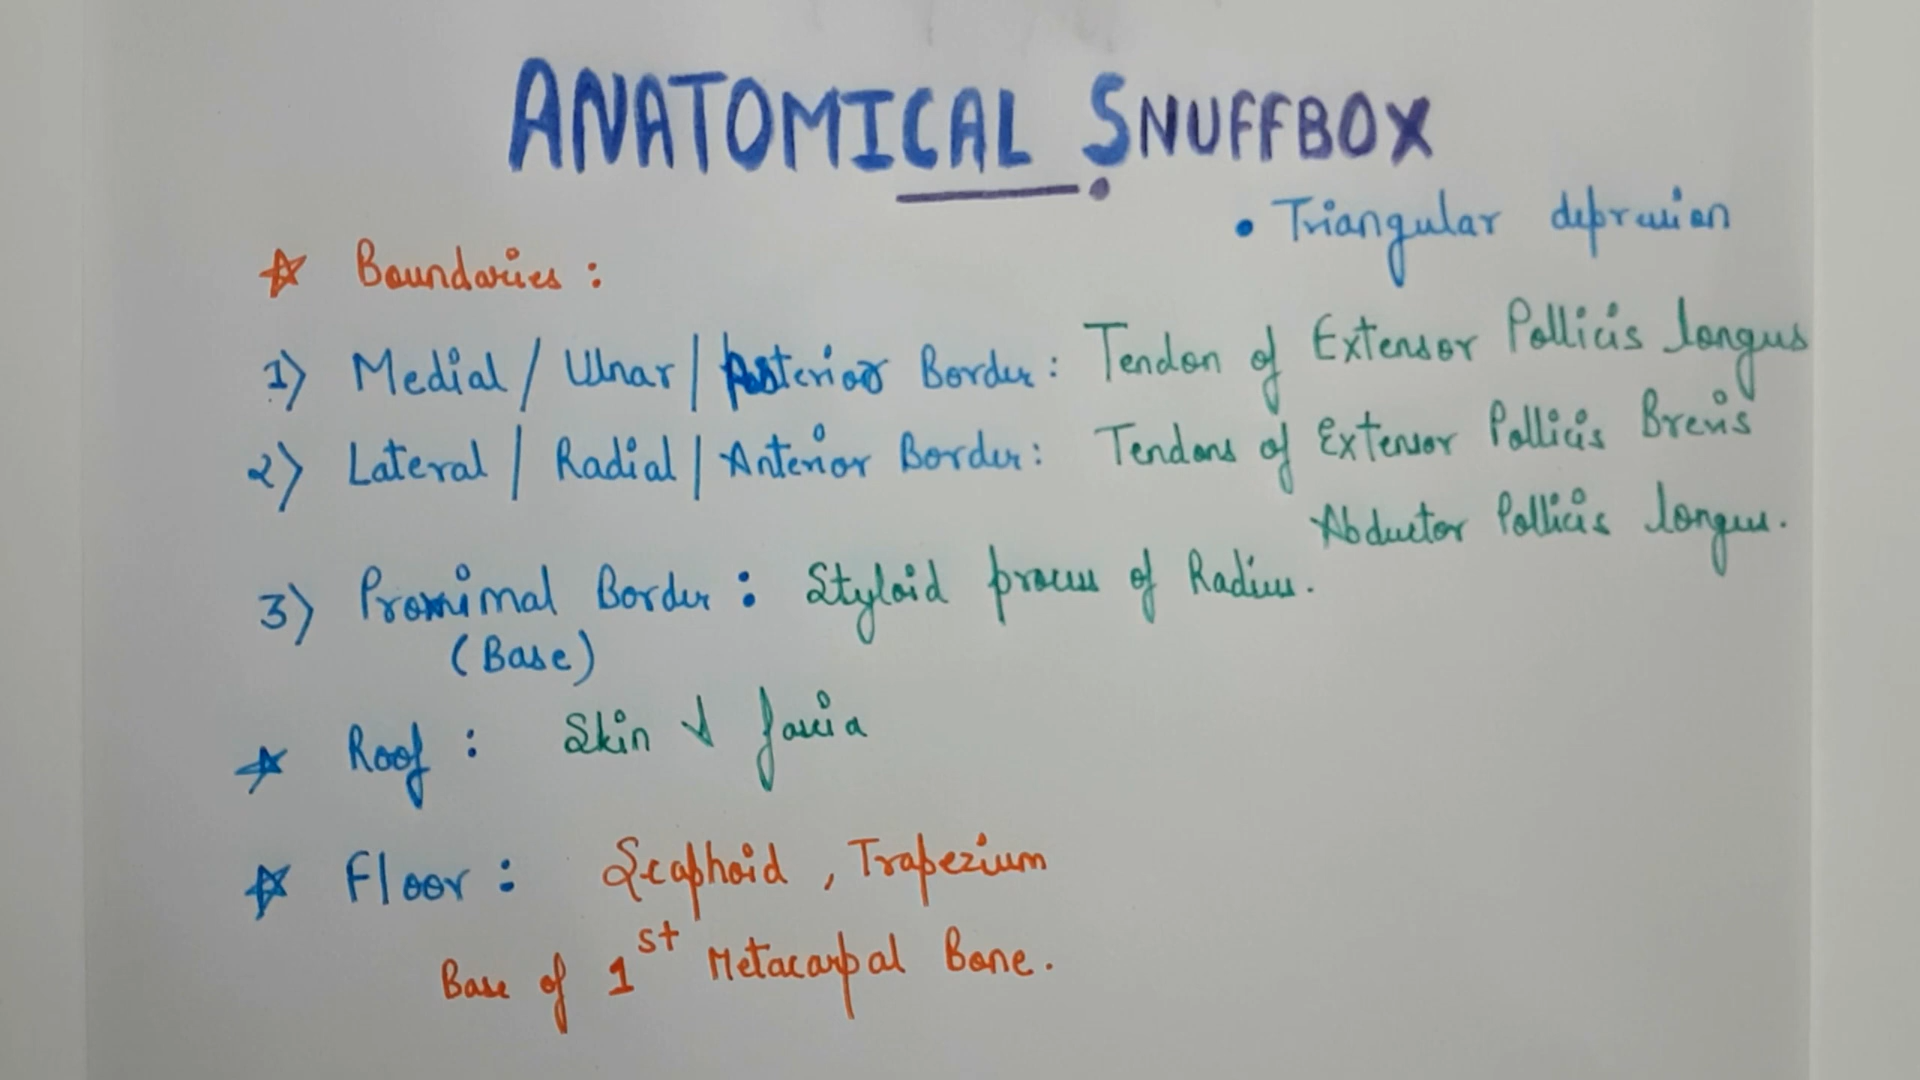 ANATOMICAL SNUFFBOX
• Triangular depression
☆ Boundaries :
1) Medial / Ulnar / Posterior Border : Tendon of Extensor Pollicis longus
2) Lateral / Radial / Anterior Border : Tendons of Extensor Pollicis Brevis
Abductor Pollicis longus.
3) Proximal Border : Styloid process of Radius.
(Base)
☆ Roof : Skin & fascia
☆ Floor : Scaphoid , Trapezium
Base of 1st Metacarpal Bone.